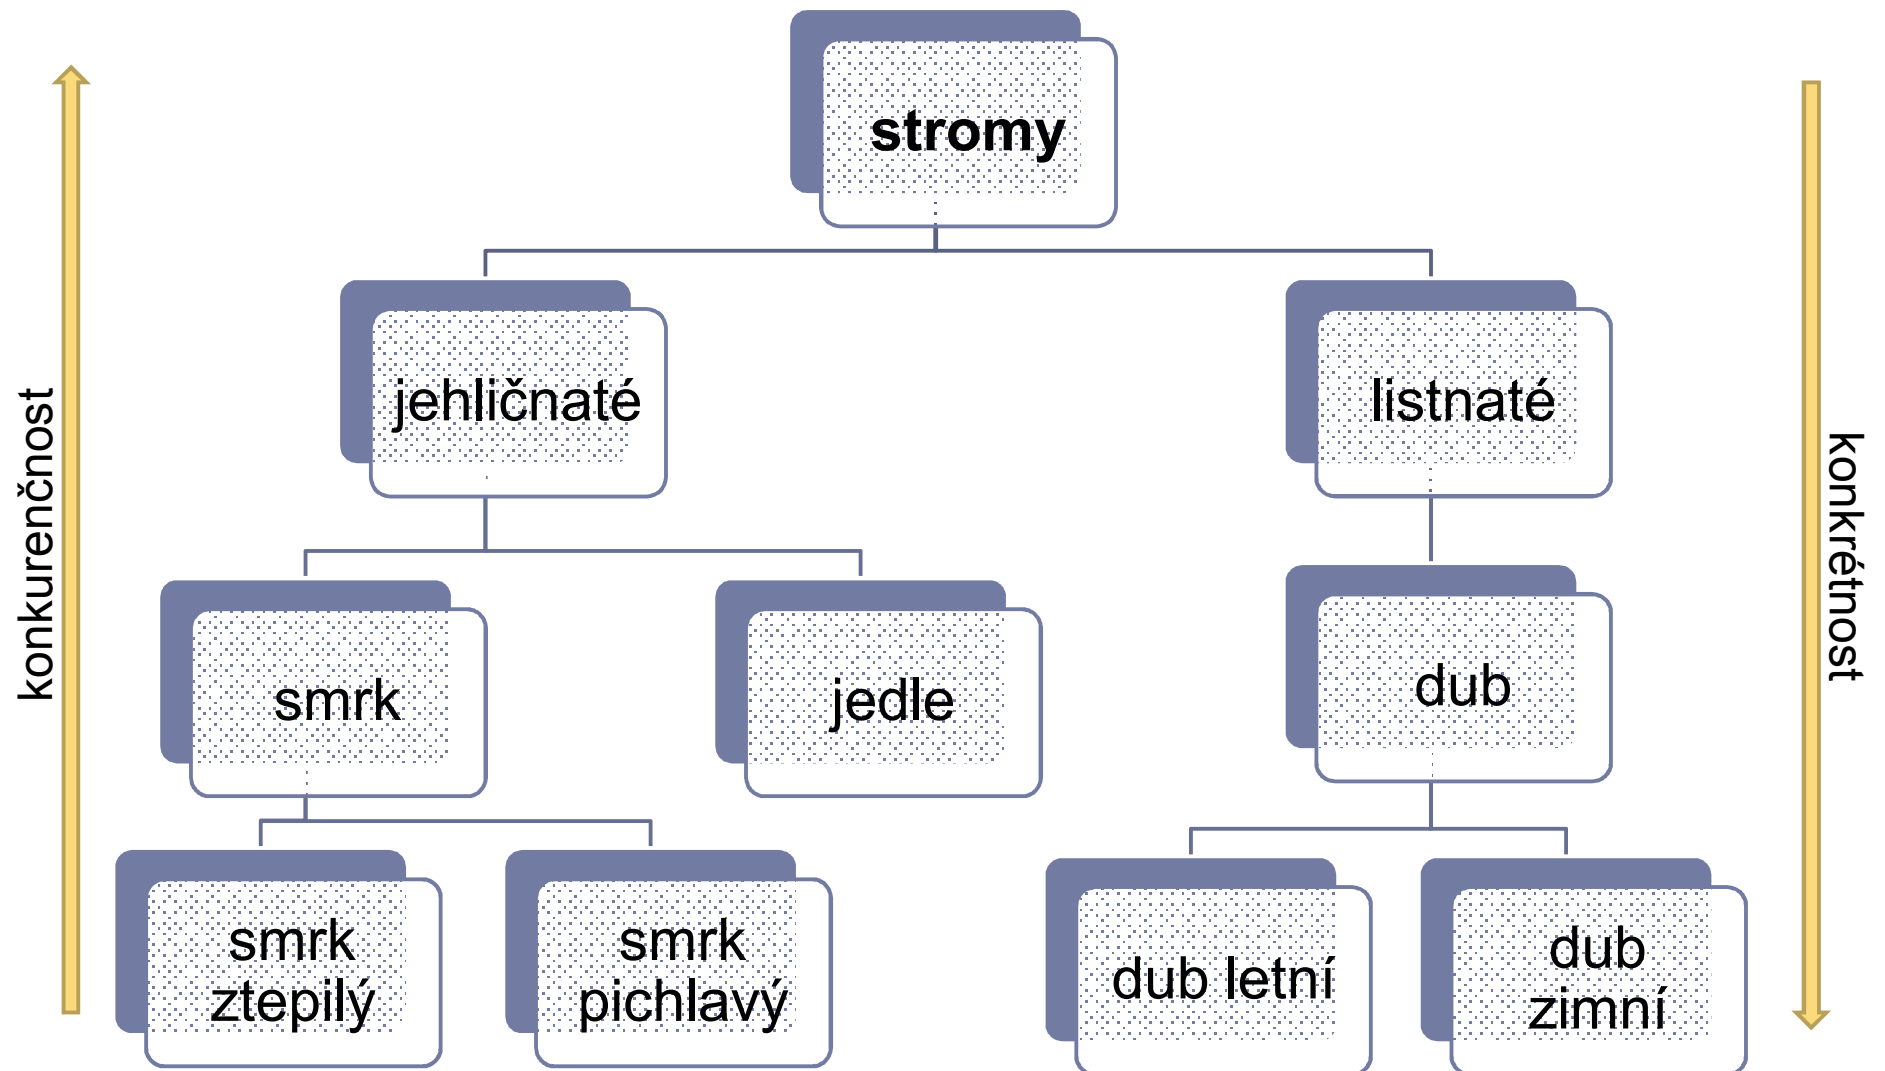 stromy
jehličnaté
listnaté
konkurenčnost
konkrétnost
smrk
jedle
dub
smrk
ztepilý
smrk
pichlavý
dub letní
dub
zimní